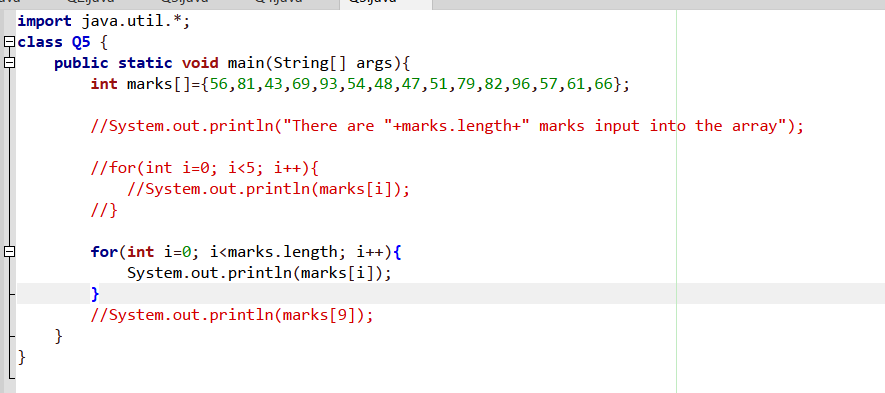 import java.util.*;
class Q5 {
public static void main(String[] args){
int marks[]={56,81,43,69,93,54,48,47,51,79,82,96,57,61,66};
//System.out.println("There are "+marks.length+" marks input into the array");
//for(int i=0; i<5; i++){
//System.out.println(marks[i]);
//}
for(int i=0; i<marks.length; i++){
System.out.println(marks[i]);
}
//System.out.println(marks[9]);
}
}